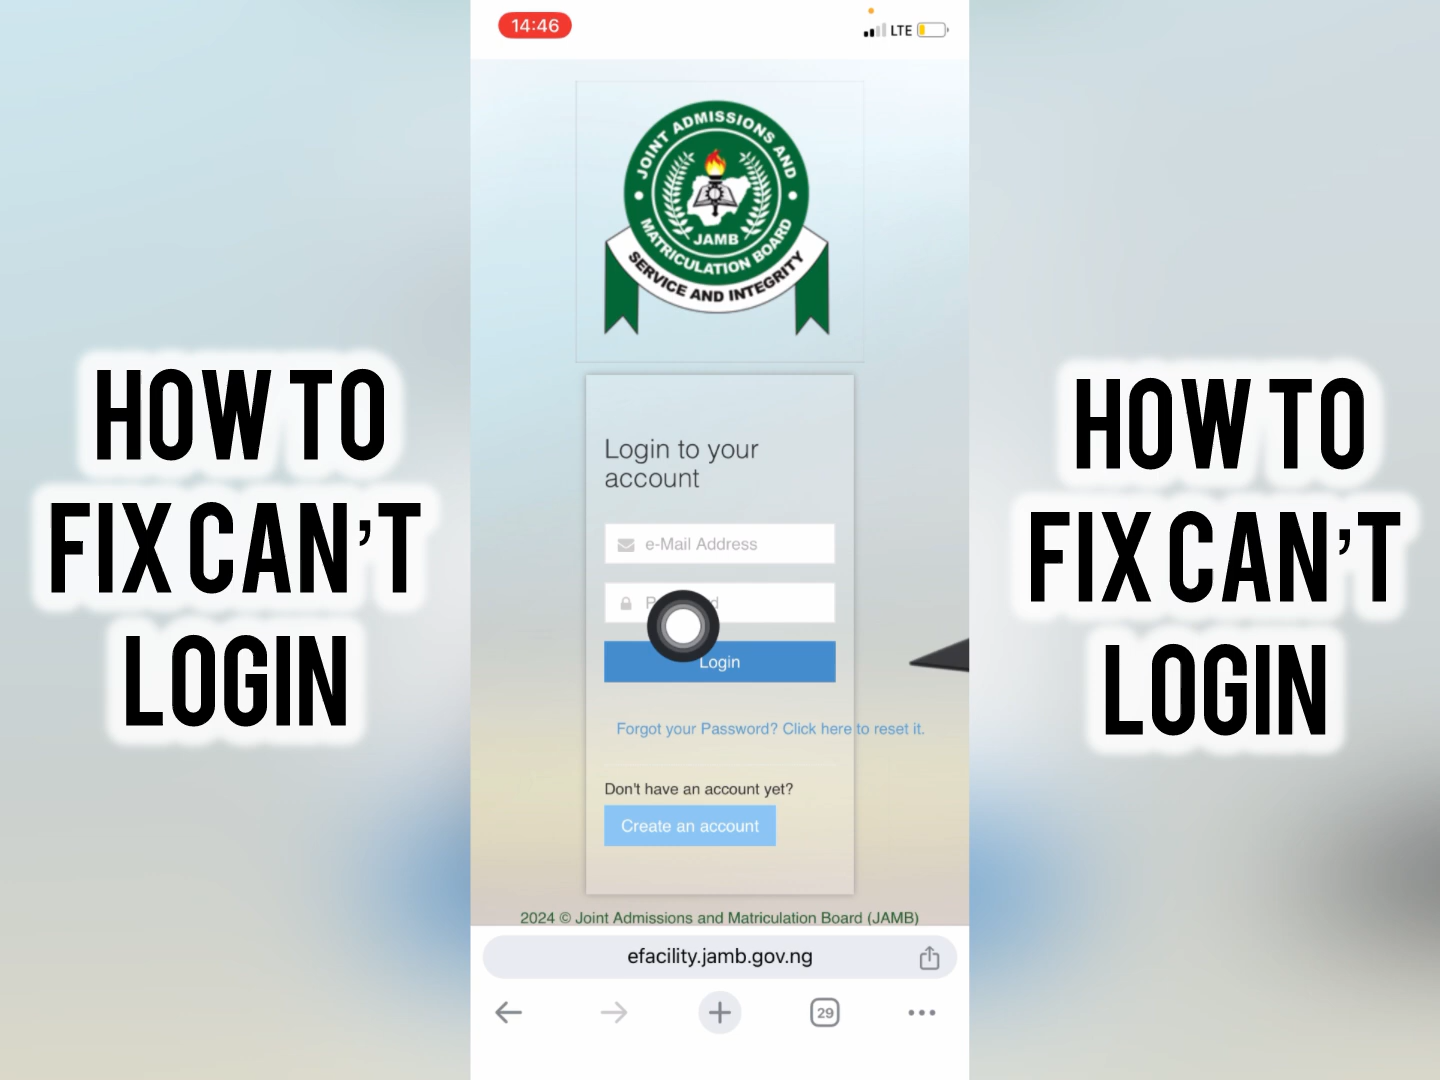 HOW TO
FIX CAN'T
LOGIN
14:46
LTE
JOINT ADMISSIONS AND
MATRICULATION BOARD
JAMB
SERVICE AND INTEGRITY
Login to your
account
e-Mail Address
Login
Forgot your Password? Click here to reset it.
Don't have an account yet?
Create an account
2024 © Joint Admissions and Matriculation Board (JAMB)
efacility.jamb.gov.ng
29
HOW TO
FIX CAN'T
LOGIN